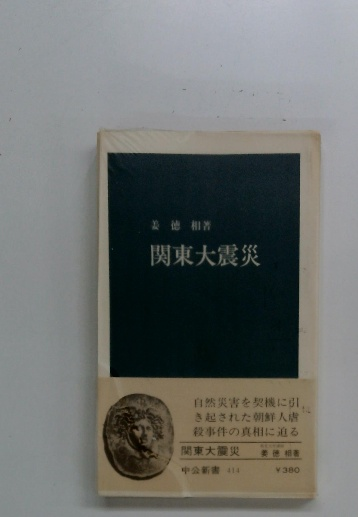 姜 徳 相著
関東大震災
自然災害を契機に引
き起された朝鮮人虐
殺事件の真相に迫る
関東大震災
姜 徳 相著
中公新書 414
¥380